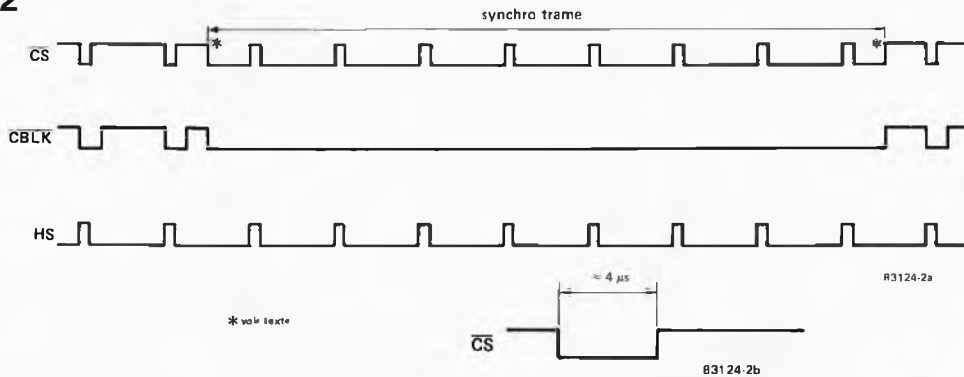 2
synchro trame
CS
*
*
CBLK
HS
83124-2a
≈ 4 µs
* voir texte
CS
83124-2b